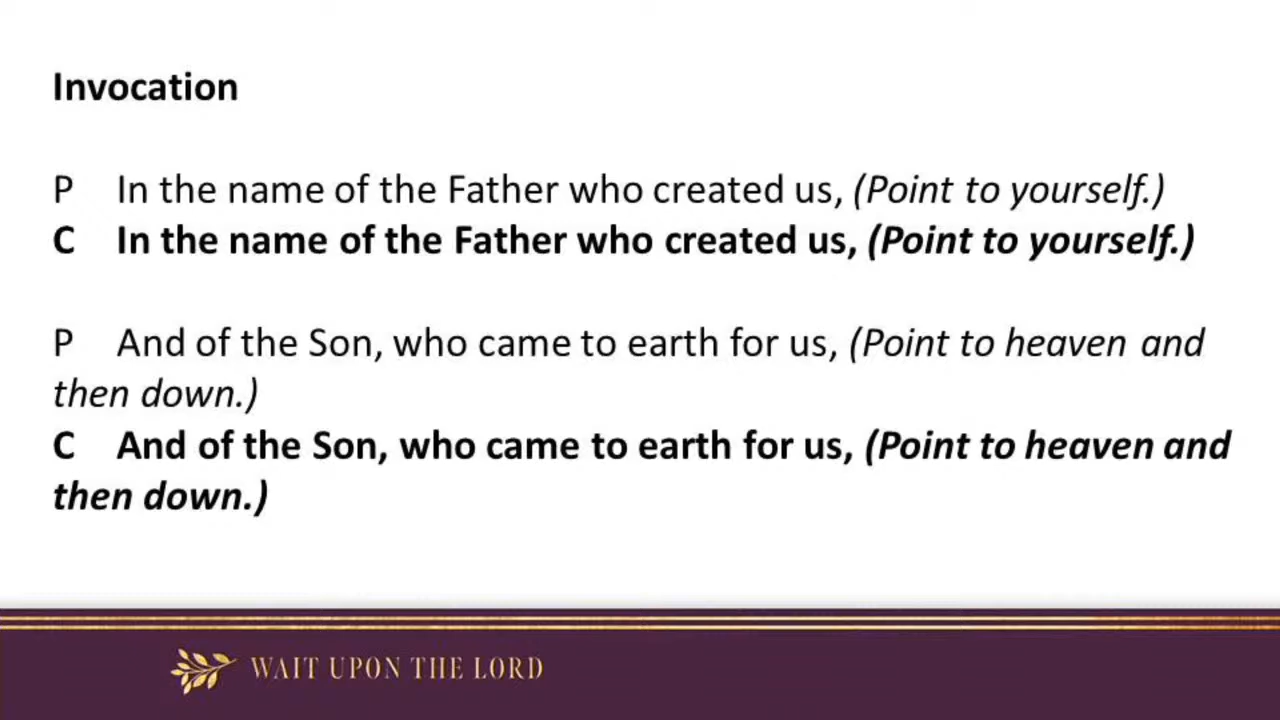 Invocation
P In the name of the Father who created us, (Point to yourself.)
C In the name of the Father who created us, (Point to yourself.)
P And of the Son, who came to earth for us, (Point to heaven and
then down.)
C And of the Son, who came to earth for us, (Point to heaven and
then down.)
WAIT UPON THE LORD